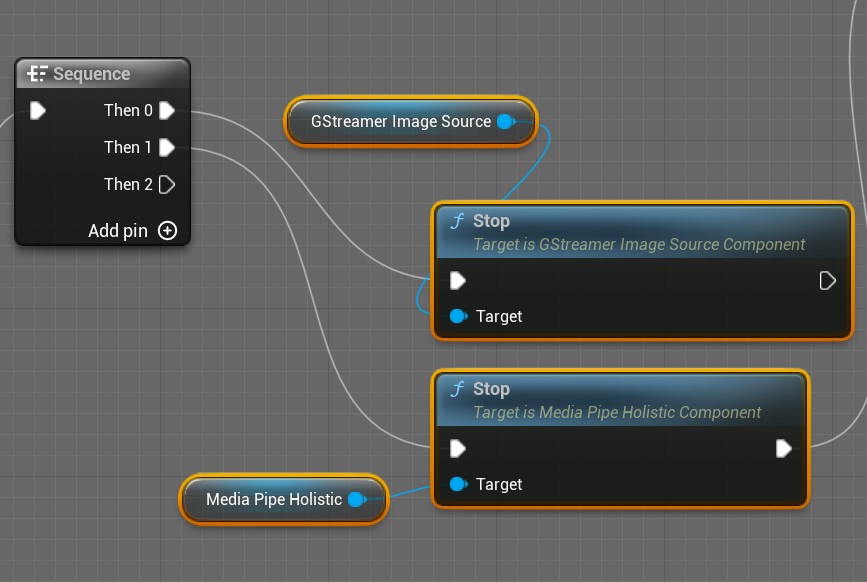 Sequence
Then 0
Then 1
Then 2
Add pin
GStreamer Image Source
f Stop
Target is GStreamer Image Source Component
Target
f Stop
Target is Media Pipe Holistic Component
Target
Media Pipe Holistic